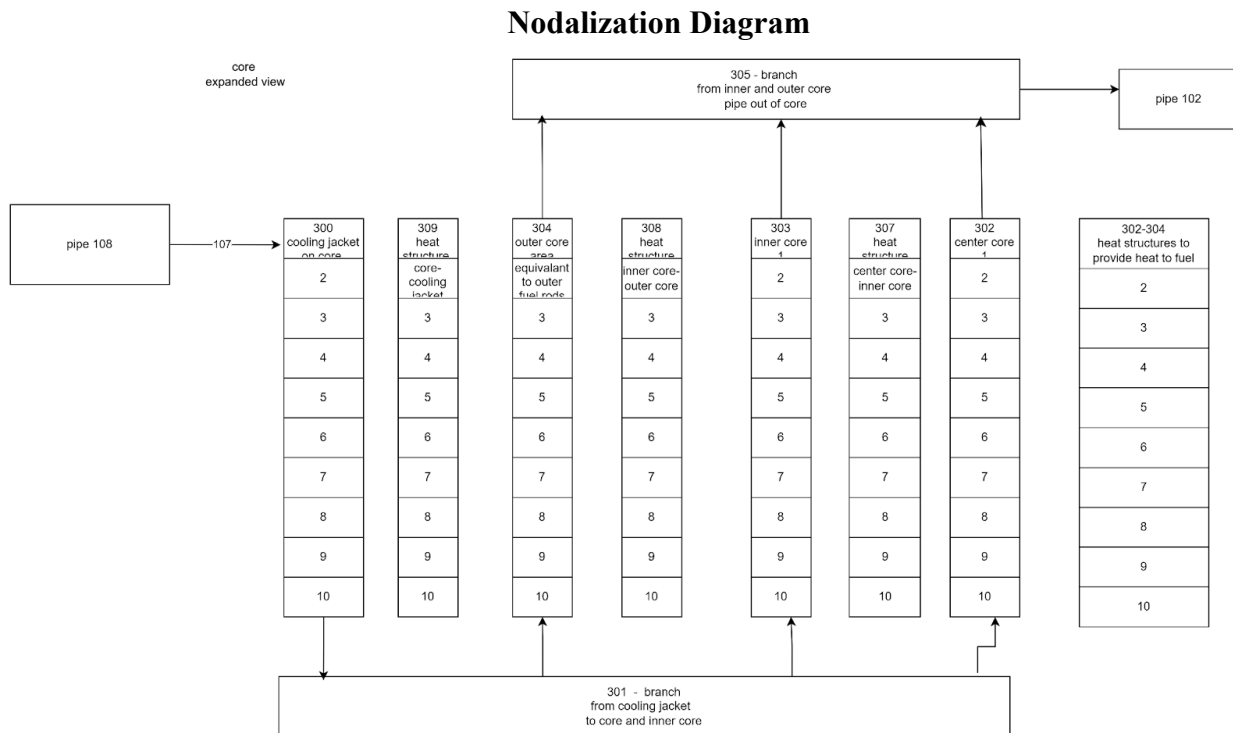 Nodalization Diagram
core
expanded view
305 - branch
from inner and outer core
pipe out of core
pipe 102
pipe 108
107
300
cooling jacket
on core
2
3
4
5
6
7
8
9
10
309
heat
structure
core-
cooling
jacket
3
4
5
6
7
8
9
10
304
outer core
area
equivalant
to outer
fuel rods
3
4
5
6
7
8
9
10
308
heat
structure
inner core-
outer core
3
4
5
6
7
8
9
10
303
inner core
1
2
3
4
5
6
7
8
9
10
307
heat
structure
center core-
inner core
3
4
5
6
7
8
9
10
302
center core
1
2
3
4
5
6
7
8
9
10
302-304
heat structures to
provide heat to fuel
2
3
4
5
6
7
8
9
10
301 - branch
from cooling jacket
to core and inner core